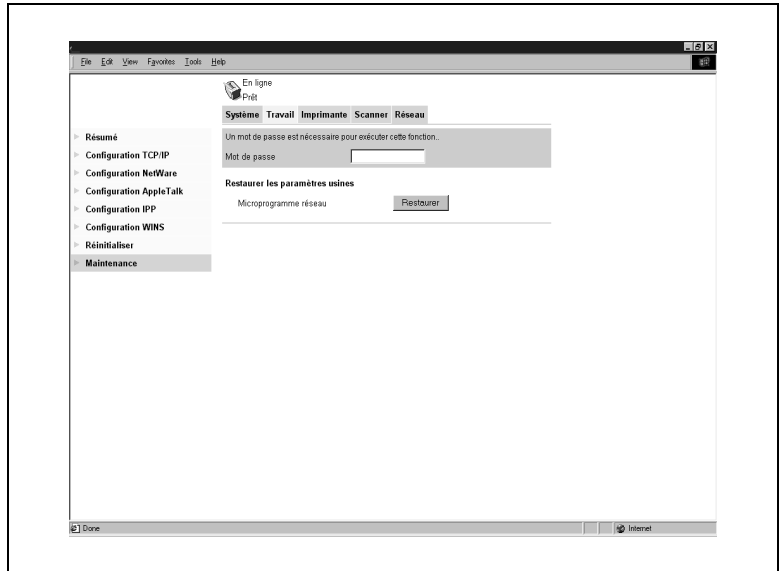 File Edit View Favorites Tools Help
En ligne
Prêt
Système Travail Imprimante Scanner Réseau
Résumé
Configuration TCP/IP
Configuration NetWare
Configuration AppleTalk
Configuration IPP
Configuration WINS
Réinitialiser
Maintenance
Un mot de passe est nécessaire pour exécuter cette fonction..
Mot de passe
Restaurer les paramètres usines
Microprogramme réseau Restaurer
Done Internet